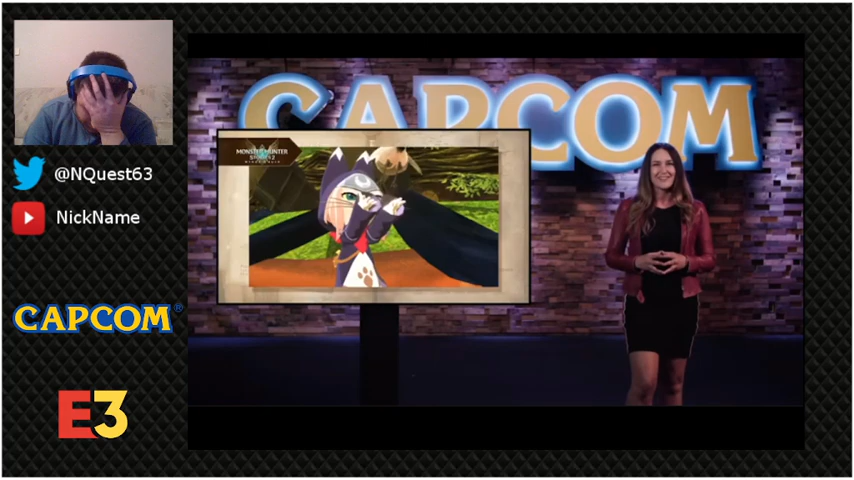 @NQuest63
NickName
CAPCOM®
E3
CAPCOM
MONSTER HUNTER
STORIES 2